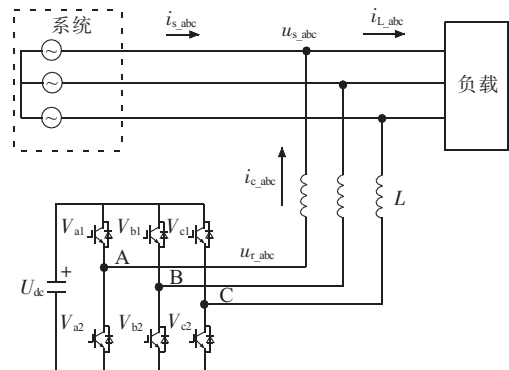 系统
i_s_abc
u_s_abc
i_L_abc
负载
~
~
~
i_c_abc
L
V_a1 V_b1 V_c1
A
u_r_abc
B
C
U_dc
+
V_a2 V_b2 V_c2